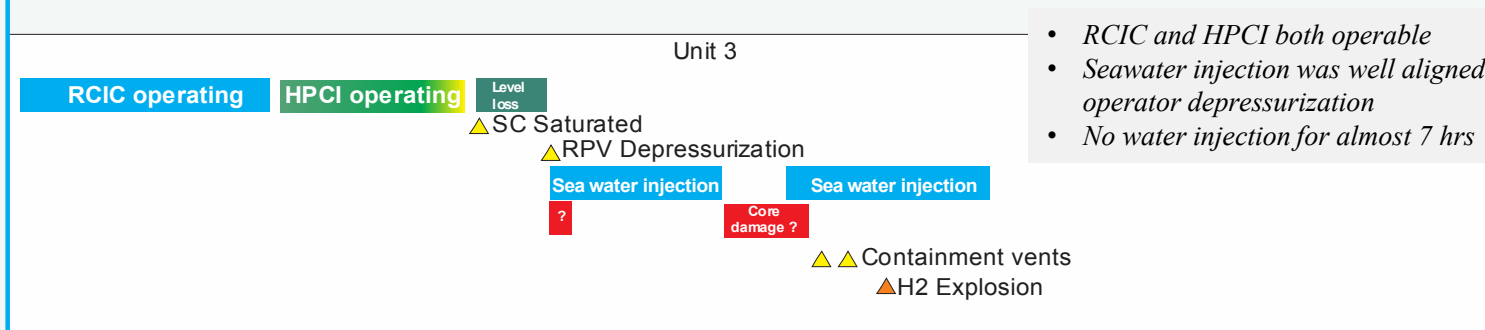 Unit 3
• RCIC and HPCI both operable
• Seawater injection was well aligned
operator depressurization
• No water injection for almost 7 hrs
RCIC operating
HPCI operating
Level
loss
SC Saturated
RPV Depressurization
Sea water injection
Sea water injection
?
Core
damage ?
Containment vents
H2 Explosion